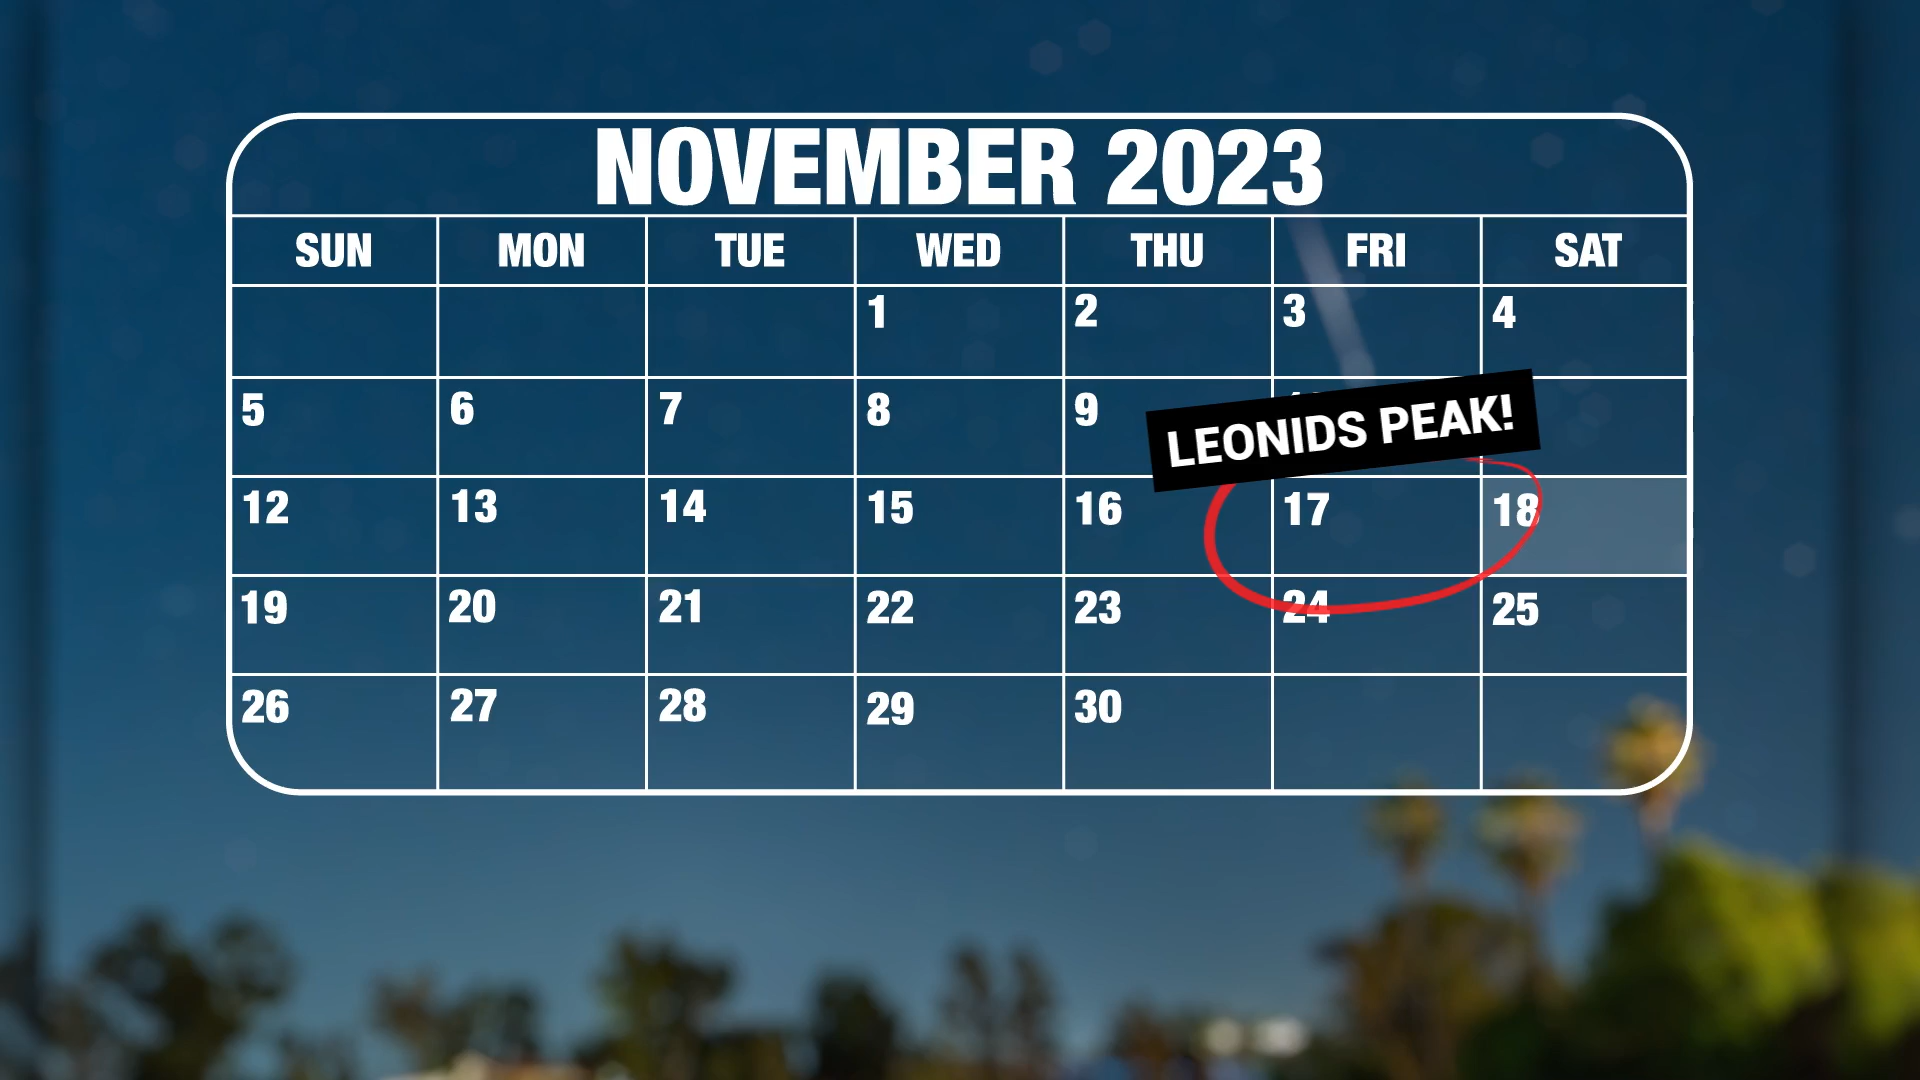 NOVEMBER 2023
SUN MON TUE WED THU FRI SAT
1 2 3 4
5 6 7 8 9
LEONIDS PEAK!
12 13 14 15 16 17 18
19 20 21 22 23 24 25
26 27 28 29 30